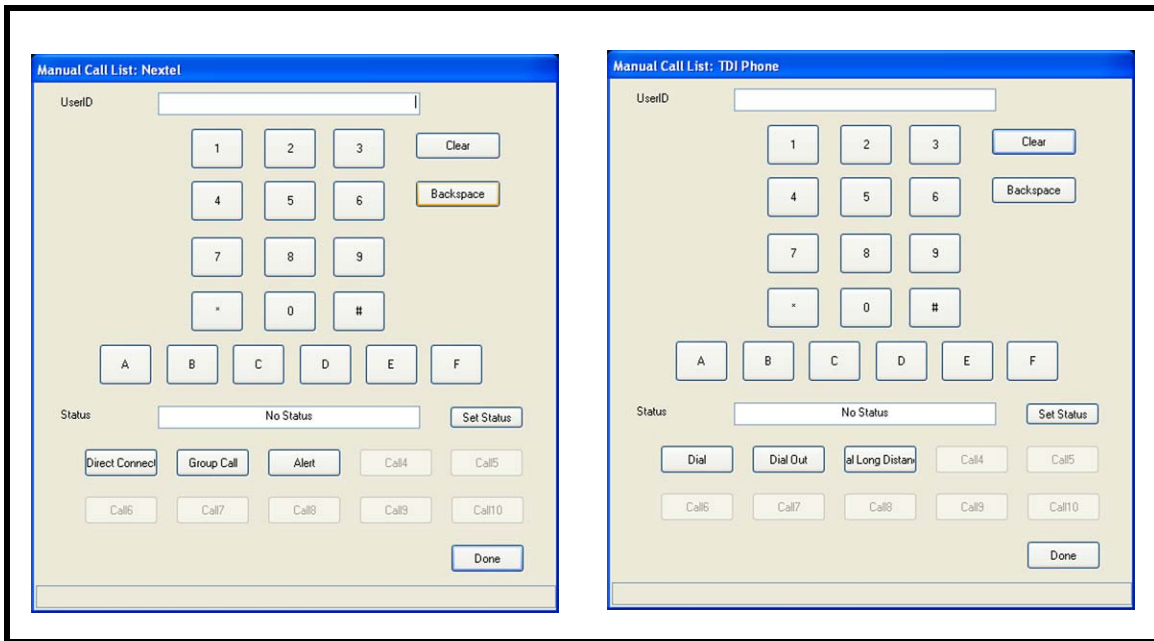 Manual Call List: Nextel
UserID
1 2 3 Clear
4 5 6 Backspace
7 8 9
* 0 #
A B C D E F
Status No Status Set Status
Direct Connect Group Call Alert Call4 Call5
Call6 Call7 Call8 Call9 Call10
Done
Manual Call List: TDI Phone
UserID
1 2 3 Clear
4 5 6 Backspace
7 8 9
* 0 #
A B C D E F
Status No Status Set Status
Dial Dial Out al Long Distan Call4 Call5
Call6 Call7 Call8 Call9 Call10
Done